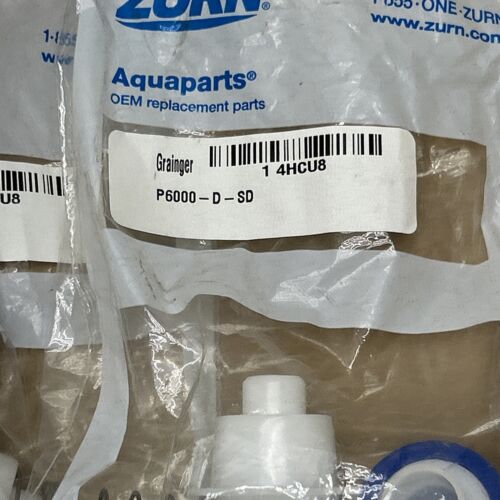 ZURN
1·855·ONE·ZURN
www.zurn.com
Aquaparts®
OEM replacement parts
Grainger
1 4HCU8
P6000-D-SD
U8